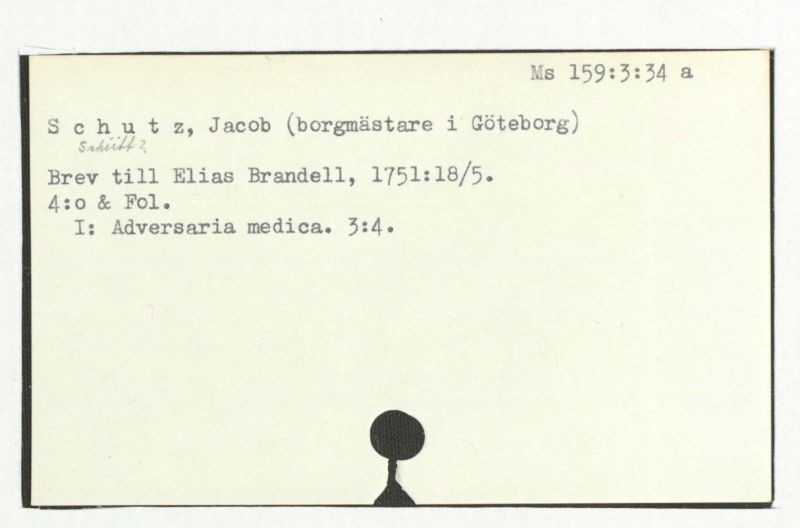 Ms 159:3:34 a
S c h u t z, Jacob (borgmästare i Göteborg)
Schütt?
Brev till Elias Brandell, 1751:18/5.
4:o & Fol.
I: Adversaria medica. 3:4.